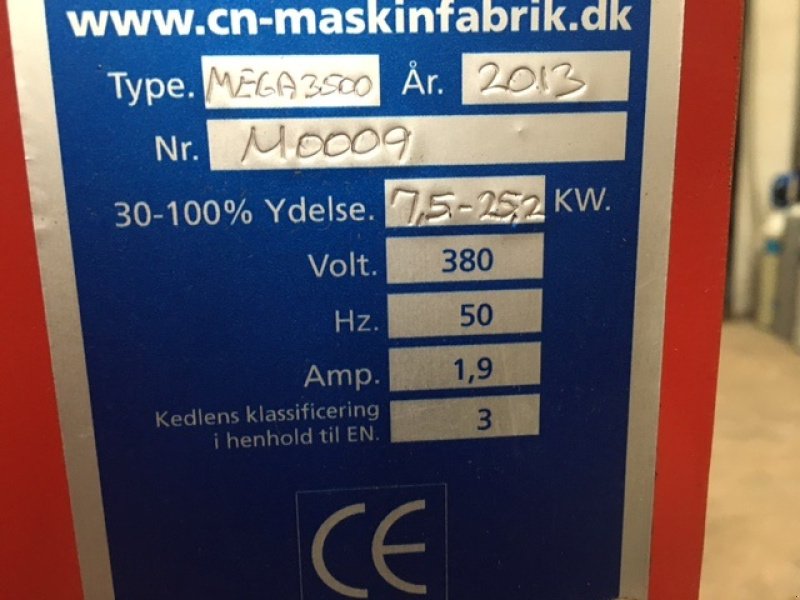 www.cn-maskinfabrik.dk
Type. MEGA3500 År. 2013
Nr. M0009
30-100% Ydelse. 7,5-25,2 KW.
Volt. 380
Hz. 50
Amp. 1,9
Kedlens klassificering
i henhold til EN. 3
CE